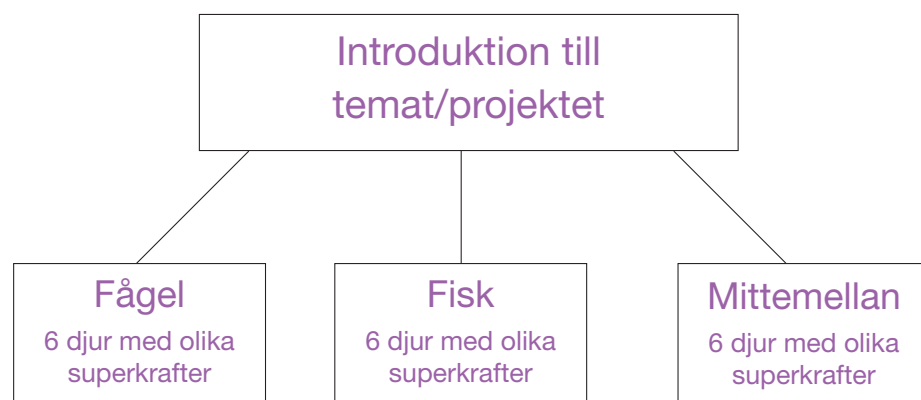 Introduktion till
temat/projektet
Fågel
6 djur med olika
superkrafter
Fisk
6 djur med olika
superkrafter
Mittemellan
6 djur med olika
superkrafter